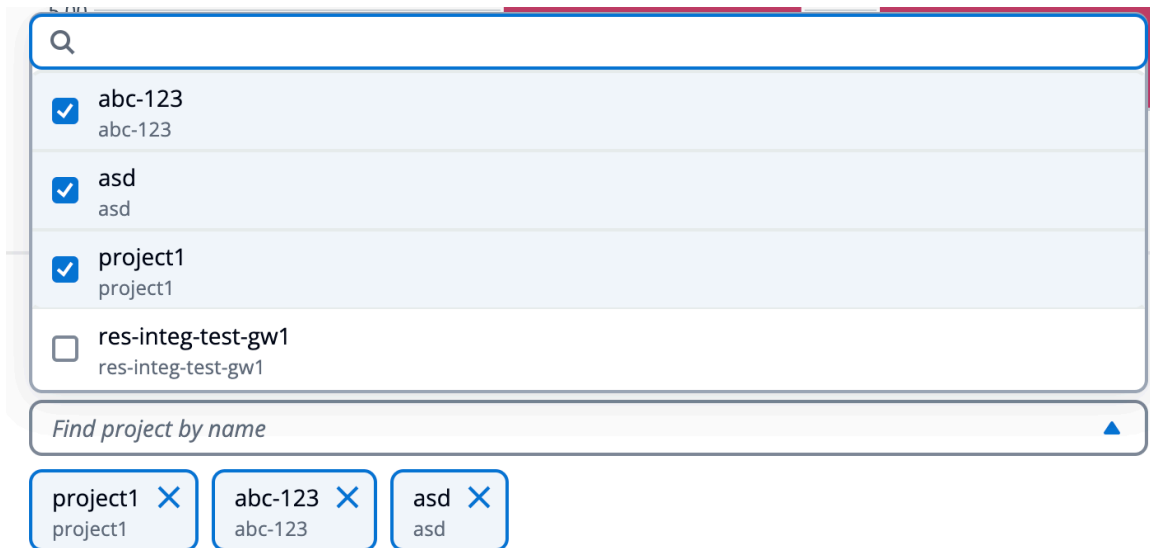 abc-123
abc-123
asd
asd
project1
project1
res-integ-test-gw1
res-integ-test-gw1
Find project by name
project1 abc-123 asd
project1 abc-123 asd